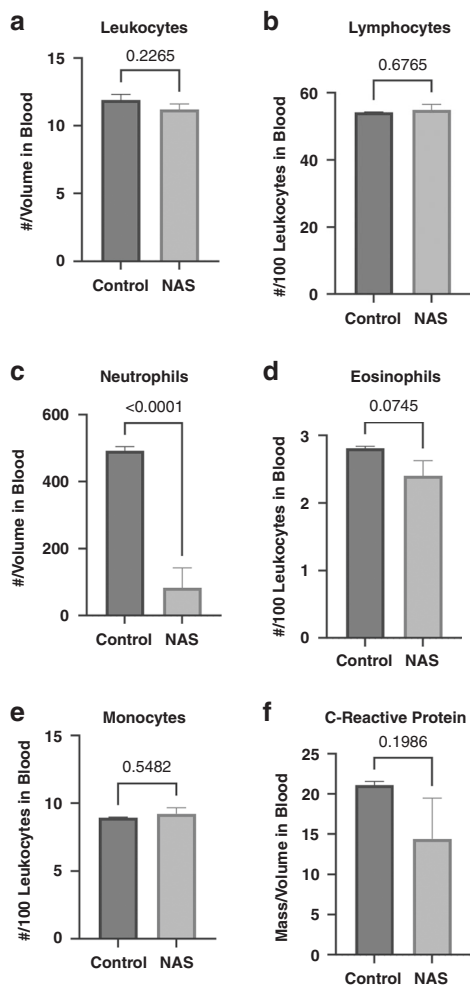 a
Leukocytes
0.2265
15
10
5
0
#/Volume in Blood
Control NAS
b
Lymphocytes
0.6765
60
40
20
0
#/100 Leukocytes in Blood
Control NAS
c
Neutrophils
<0.0001
600
400
200
0
#/Volume in Blood
Control NAS
d
Eosinophils
0.0745
3
2
1
0
#/100 Leukocytes in Blood
Control NAS
e
Monocytes
0.5482
15
10
5
0
#/100 Leukocytes in Blood
Control NAS
f
C-Reactive Protein
0.1986
25
20
15
10
5
0
Mass/Volume in Blood
Control NAS